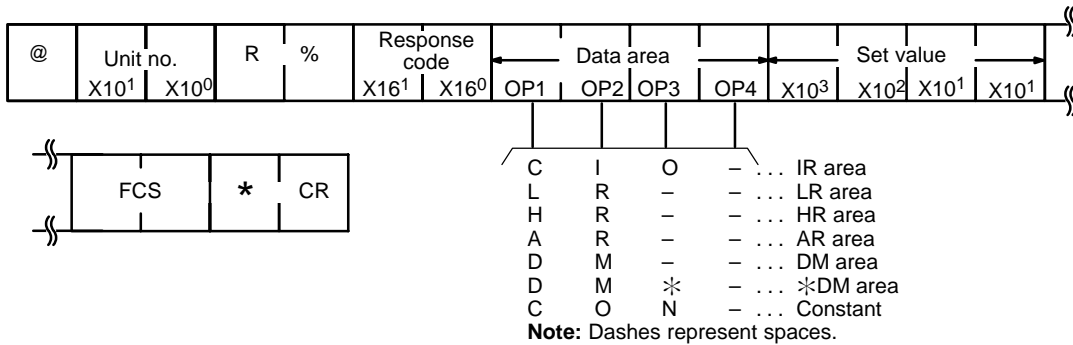 @ Unit no. R % Response code Data area Set value
X10¹ X10⁰ X16¹ X16⁰ OP1 OP2 OP3 OP4 X10³ X10² X10¹ X10¹
FCS * CR
C I O – . . . IR area
L R – – . . . LR area
H R – – . . . HR area
A R – – . . . AR area
D M – – . . . DM area
D M ✳ – . . . ✳DM area
C O N – . . . Constant
Note: Dashes represent spaces.